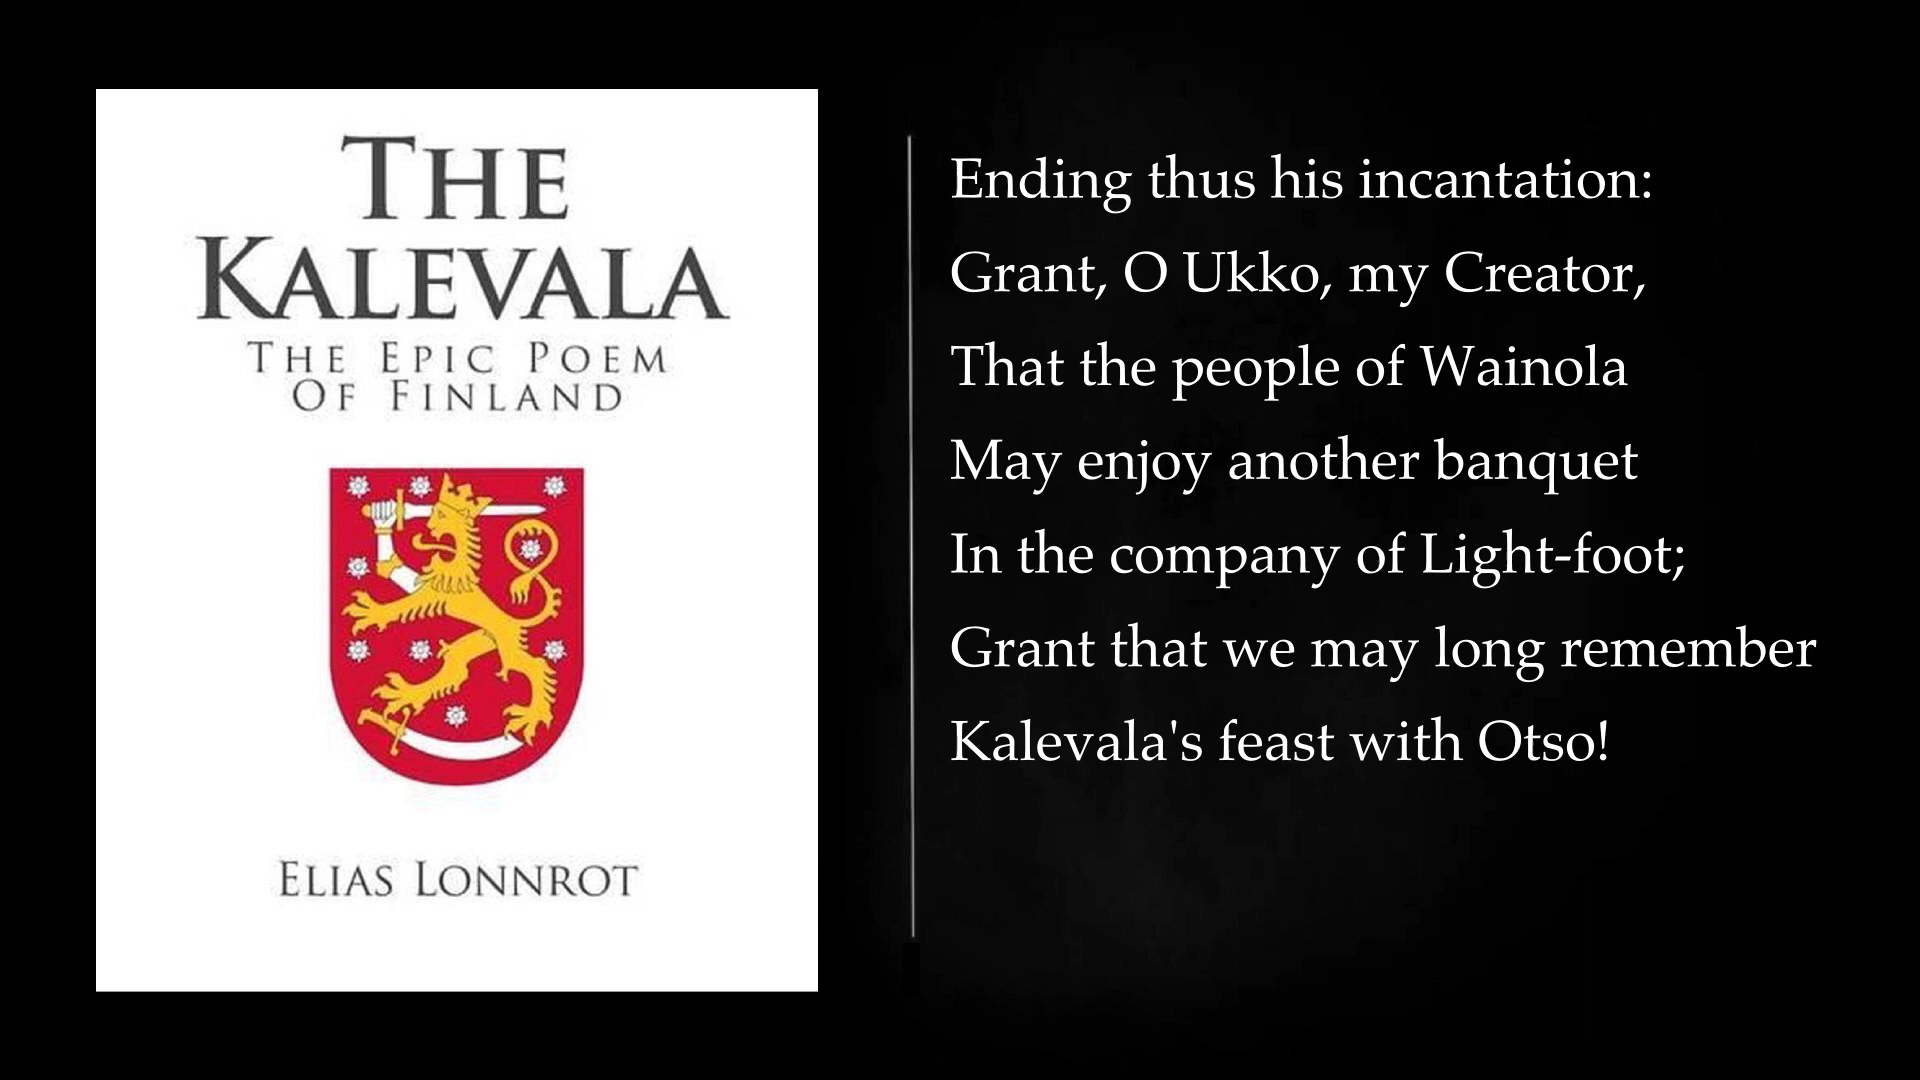 THE
KALEVALA
THE EPIC POEM
OF FINLAND
ELIAS LONNROT
Ending thus his incantation:
Grant, O Ukko, my Creator,
That the people of Wainola
May enjoy another banquet
In the company of Light-foot;
Grant that we may long remember
Kalevala's feast with Otso!